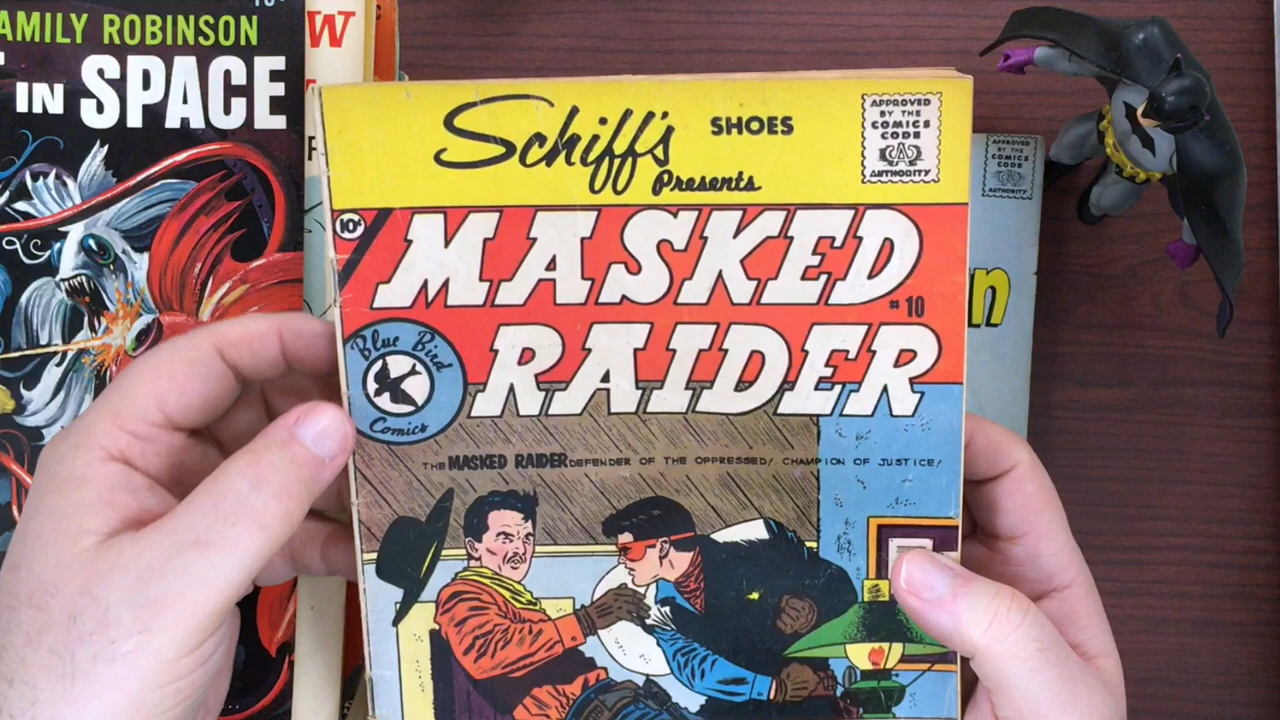 AMILY ROBINSON
IN SPACE
W
Schiff's SHOES
Presents
APPROVED
BY THE
COMICS
CODE
CA
AUTHORITY
APPROVED
BY THE
COMICS
CODE
AUTHORITY
10¢
MASKED
#10
RAIDER
Blue Bird
Comics
n
THE MASKED RAIDER DEFENDER OF THE OPPRESSED! CHAMPION OF JUSTICE!